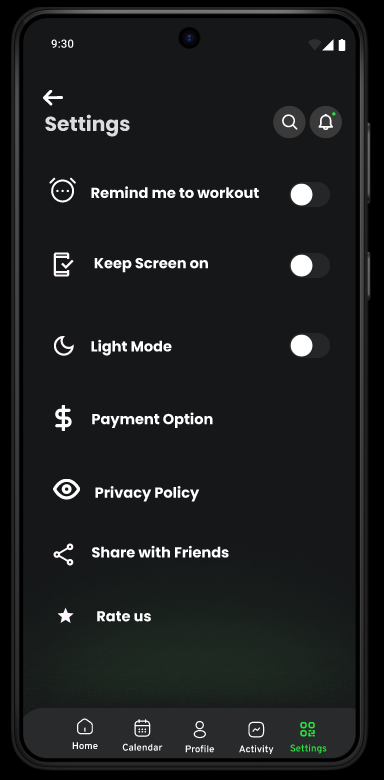 9:30
Settings
Remind me to workout
Keep Screen on
Light Mode
Payment Option
Privacy Policy
Share with Friends
Rate us
Home Calendar Profile Activity Settings